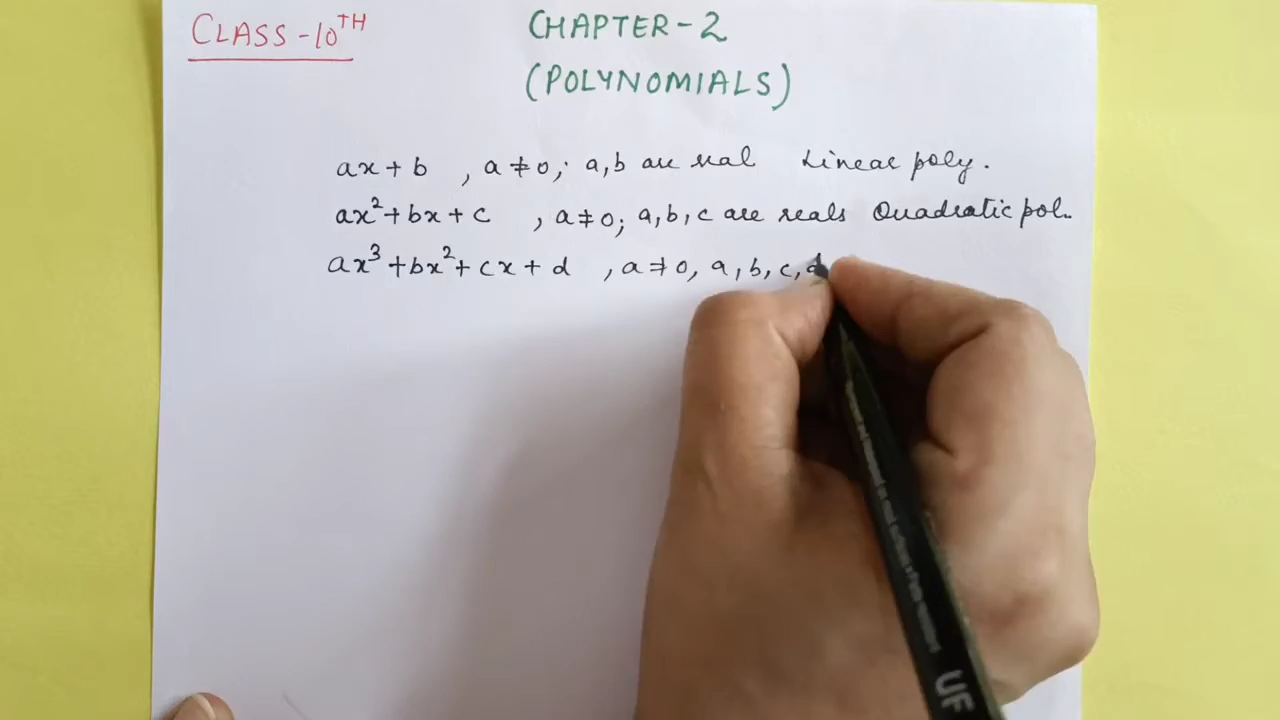 CLASS-10TH
CHAPTER-2
(POLYNOMIALS)
ax+b , a≠0; a,b are real Linear poly.
ax²+bx+c , a≠0; a,b,c are reals Quadratic pol..
ax³+bx²+cx+d , a≠0, a,b,c,d
UF